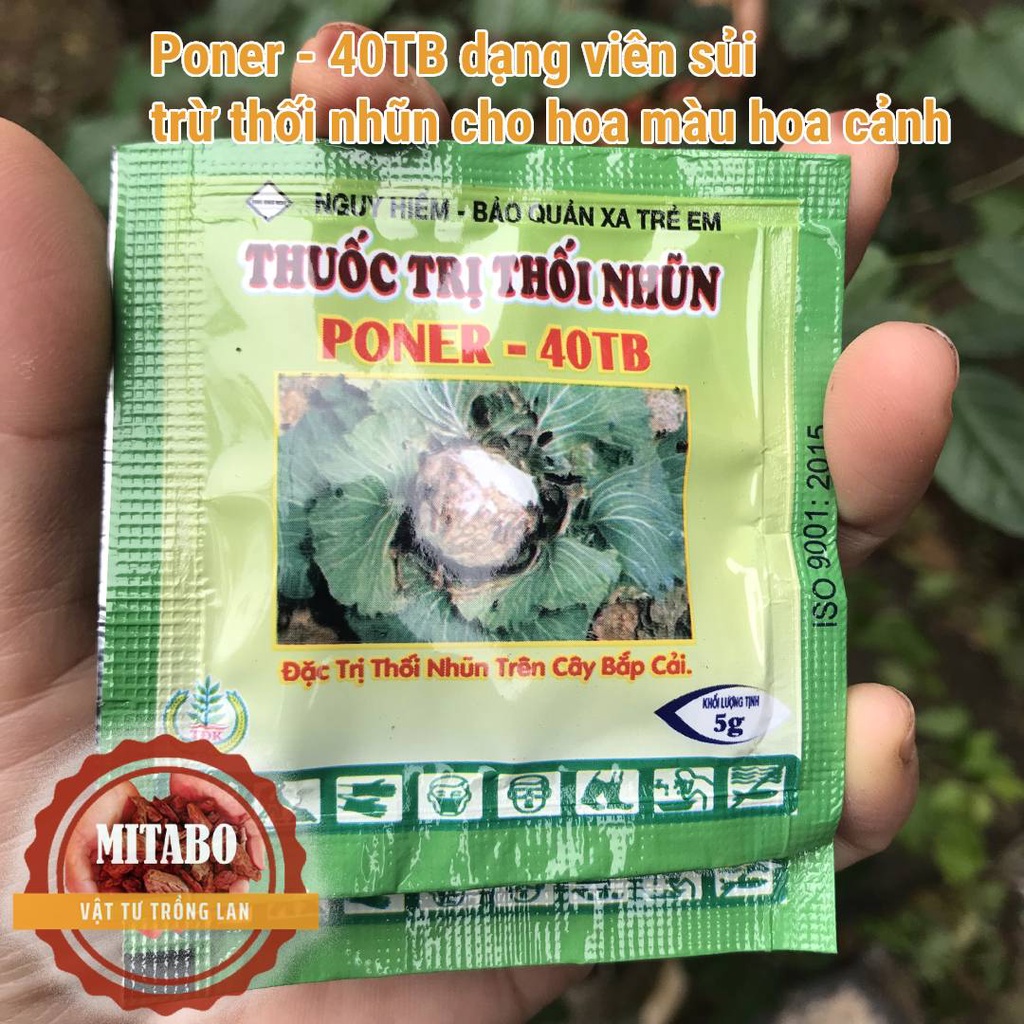 Poner - 40TB dạng viên sủi
trừ thối nhũn cho hoa màu hoa cảnh
NGUY HIỂM - BẢO QUẢN XA TRẺ EM
THUỐC TRỊ THỐI NHŨN
PONER - 40TB
ISO 9001: 2015
Đặc Trị Thối Nhũn Trên Cây Bắp Cải.
KHỐI LƯỢNG TỊNH
5g
MITABO
VẬT TƯ TRỒNG LAN